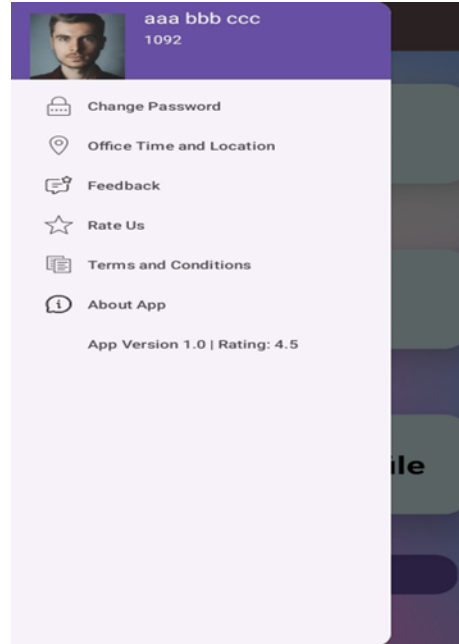 aaa bbb ccc
1092
Change Password
Office Time and Location
Feedback
Rate Us
Terms and Conditions
About App
App Version 1.0 | Rating: 4.5